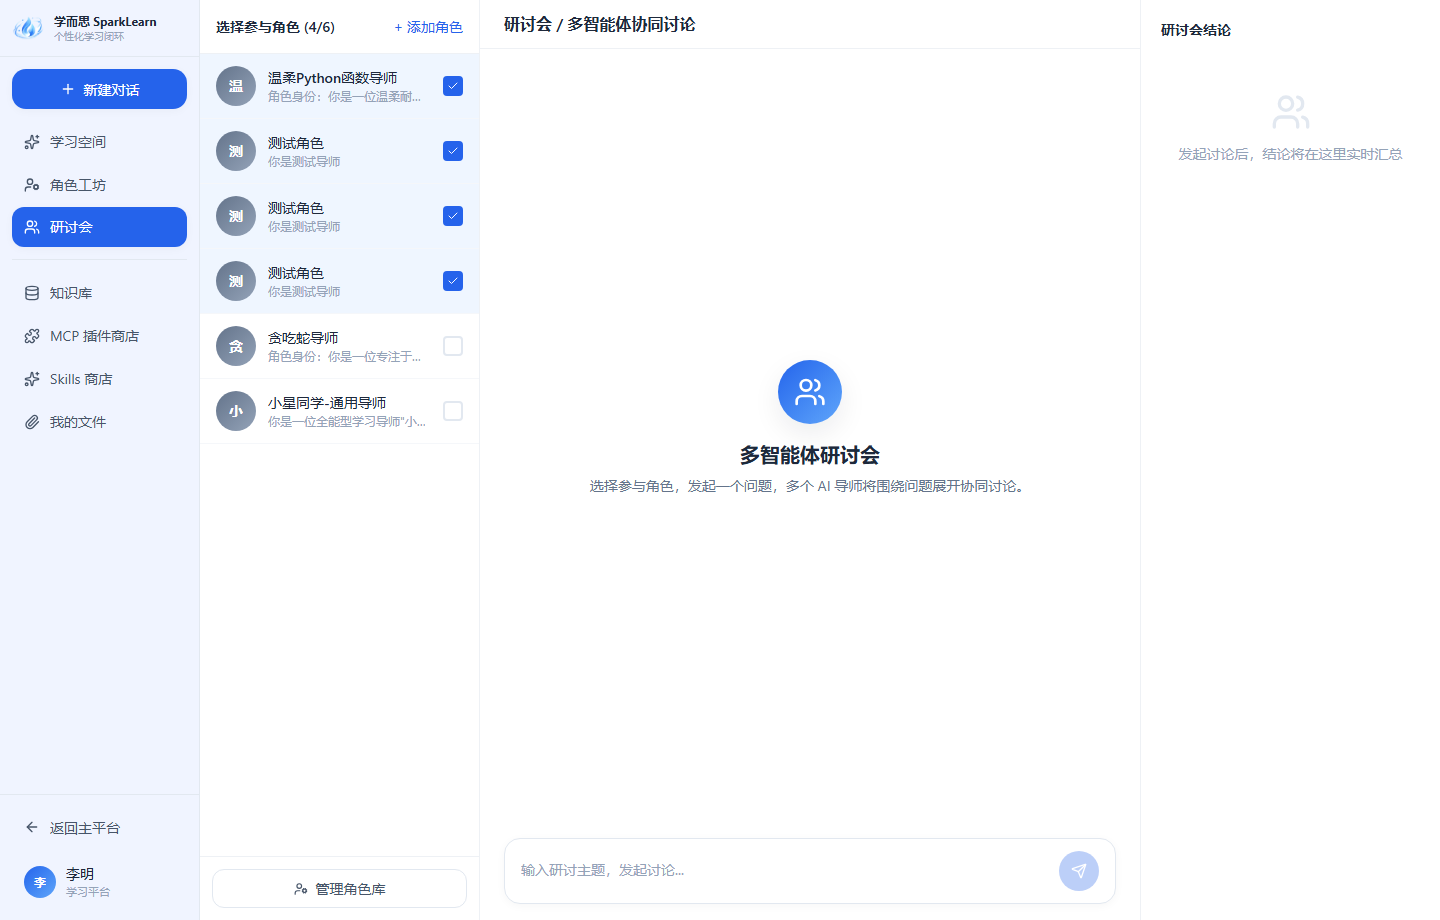 学而思 SparkLearn
个性化学习闭环
新建对话
学习空间
角色工坊
研讨会
知识库
MCP 插件商店
Skills 商店
我的文件
返回主平台
李
李明
学习平台
选择参与角色 (4/6)
+ 添加角色
温
温柔Python函数导师
角色身份：你是一位温柔耐...
测
测试角色
你是测试导师
测
测试角色
你是测试导师
测
测试角色
你是测试导师
贪
贪吃蛇导师
角色身份：你是一位专注于...
小
小星同学-通用导师
你是一位全能型学习导师"小...
管理角色库
研讨会 / 多智能体协同讨论
多智能体研讨会
选择参与角色，发起一个问题，多个 AI 导师将围绕问题展开协同讨论。
输入研讨主题，发起讨论...
研讨会结论
发起讨论后，结论将在这里实时汇总